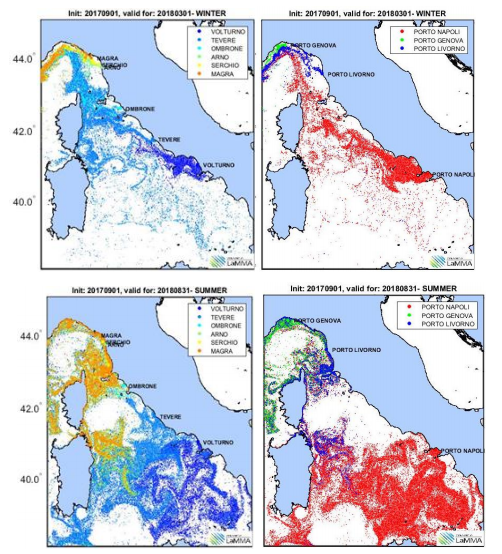 Init: 20170901, valid for: 20180301- WINTER
VOLTURNO
TEVERE
OMBRONE
ARNO
SERCHIO
MAGRA
44.0°
42.0°
40.0°
MAGRA
SERCHIO
ARNO
OMBRONE
TEVERE
VOLTURNO
LaMMA
Init: 20170901, valid for: 20180301- WINTER
PORTO NAPOLI
PORTO GENOVA
PORTO LIVORNO
PORTO GENOVA
PORTO LIVORNO
PORTO NAPOLI
LaMMA
Init: 20170901, valid for: 20180831- SUMMER
VOLTURNO
TEVERE
OMBRONE
ARNO
SERCHIO
MAGRA
44.0°
42.0°
40.0°
MAGRA
ARNO
OMBRONE
TEVERE
VOLTURNO
LaMMA
Init: 20170901, valid for: 20180831- SUMMER
PORTO NAPOLI
PORTO GENOVA
PORTO LIVORNO
PORTO GENOVA
PORTO LIVORNO
PORTO NAPOLI
LaMMA